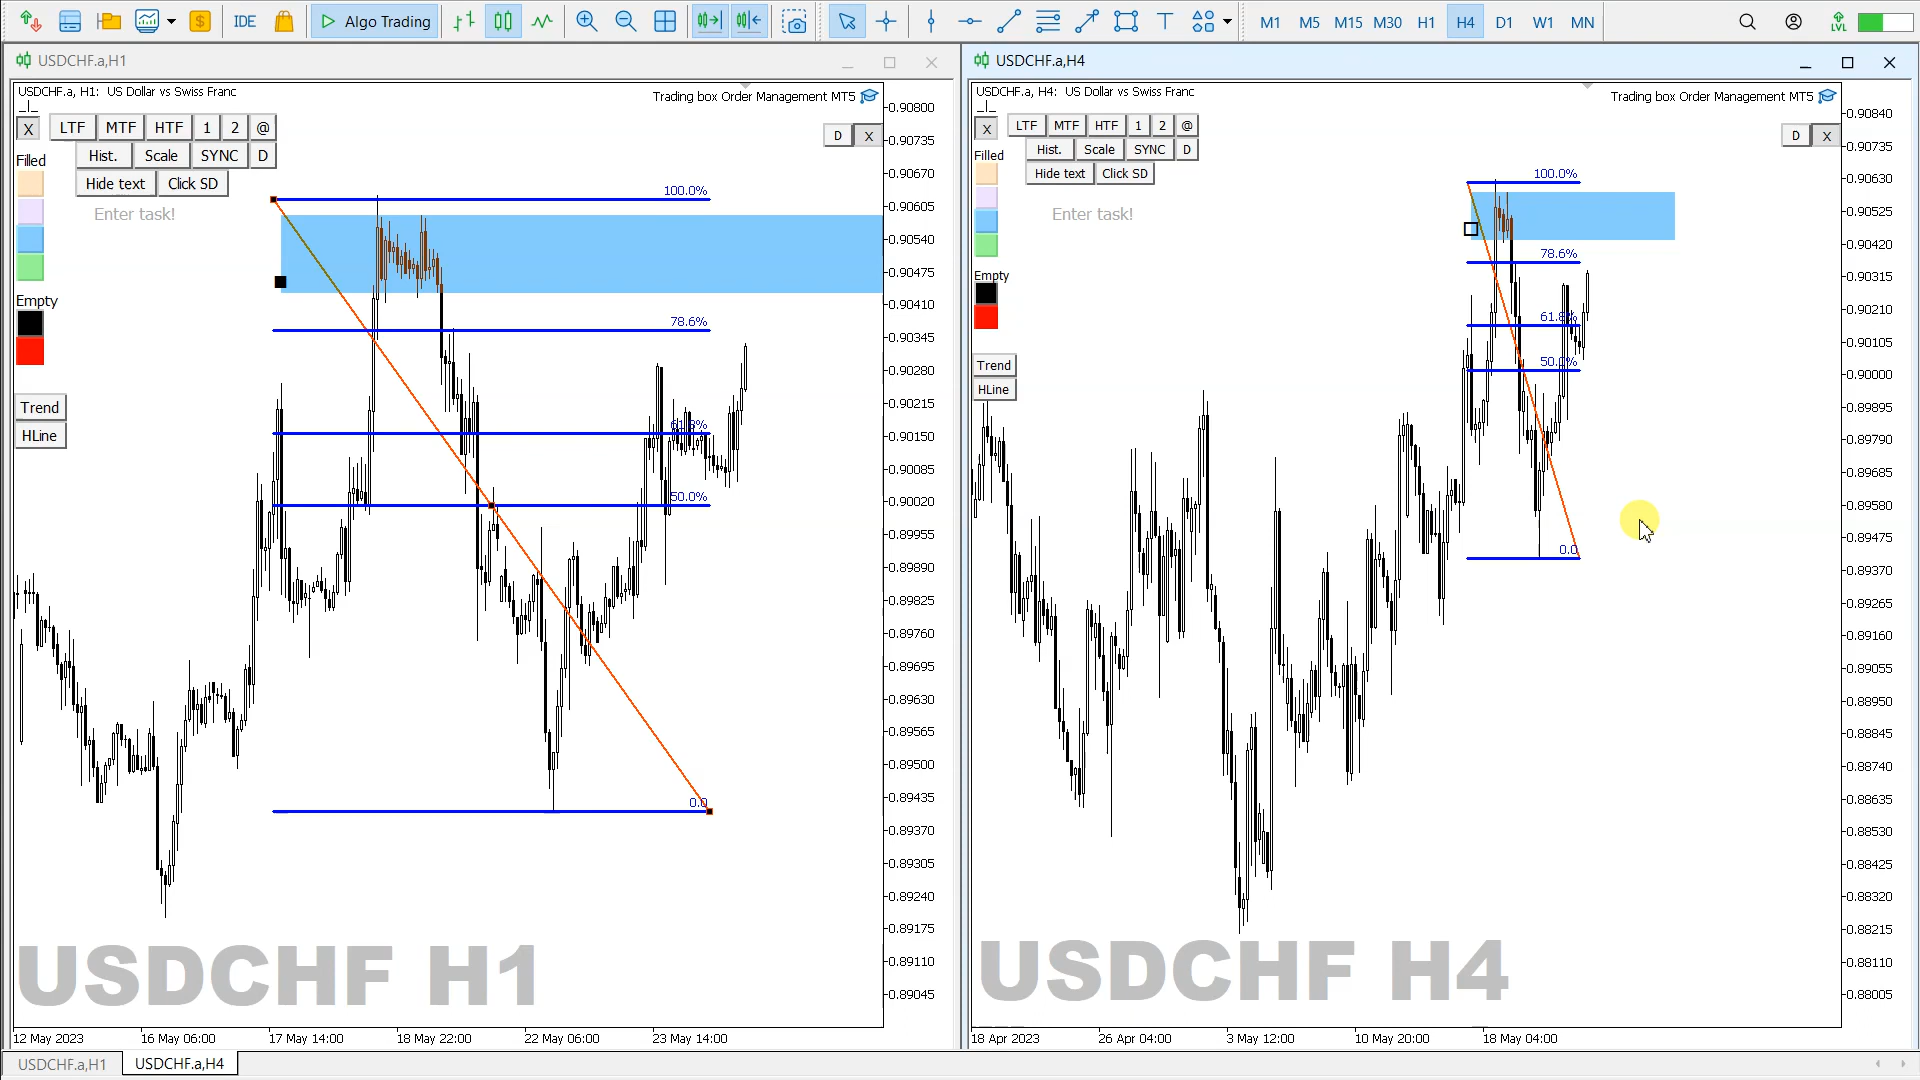 IDE
Algo Trading
M1 M5 M15 M30 H1 H4 D1 W1 MN
LVL
USDCHF.a,H1
USDCHF.a, H1: US Dollar vs Swiss Franc
Trading box Order Management MT5
X LTF MTF HTF 1 2 @
Hist. Scale SYNC D
Hide text Click SD
Enter task!
D X
Filled
Empty
Trend
HLine
100.0%
78.6%
61.8%
50.0%
0.0
0.90800
0.90735
0.90670
0.90605
0.90540
0.90475
0.90410
0.90345
0.90280
0.90215
0.90150
0.90085
0.90020
0.89955
0.89890
0.89825
0.89760
0.89695
0.89630
0.89565
0.89500
0.89435
0.89370
0.89305
0.89240
0.89175
0.89110
0.89045
USDCHF H1
12 May 2023 16 May 06:00 17 May 14:00 18 May 22:00 22 May 06:00 23 May 14:00
USDCHF.a,H4
USDCHF.a, H4: US Dollar vs Swiss Franc
Trading box Order Management MT5
X LTF MTF HTF 1 2 @
Hist. Scale SYNC D
Hide text Click SD
Enter task!
D X
Filled
Empty
Trend
HLine
100.0%
78.6%
61.8%
50.0%
0.0
0.90840
0.90735
0.90630
0.90525
0.90420
0.90315
0.90210
0.90105
0.90000
0.89895
0.89790
0.89685
0.89580
0.89475
0.89370
0.89265
0.89160
0.89055
0.88950
0.88845
0.88740
0.88635
0.88530
0.88425
0.88320
0.88215
0.88110
0.88005
USDCHF H4
18 Apr 2023 26 Apr 04:00 3 May 12:00 10 May 20:00 18 May 04:00
USDCHF.a,H1 USDCHF.a,H4